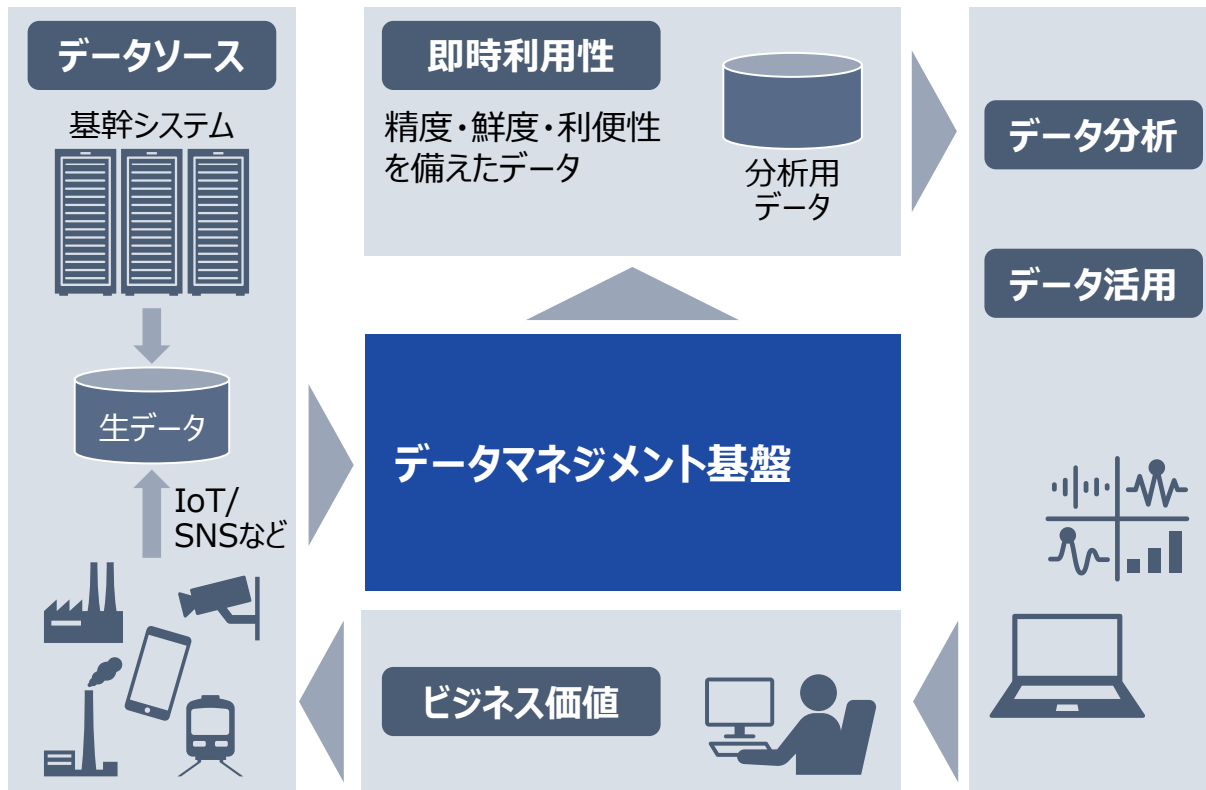 データソース
基幹システム
生データ
IoT/
SNSなど
即時利用性
精度・鮮度・利便性
を備えたデータ
分析用
データ
データマネジメント基盤
ビジネス価値
データ分析
データ活用